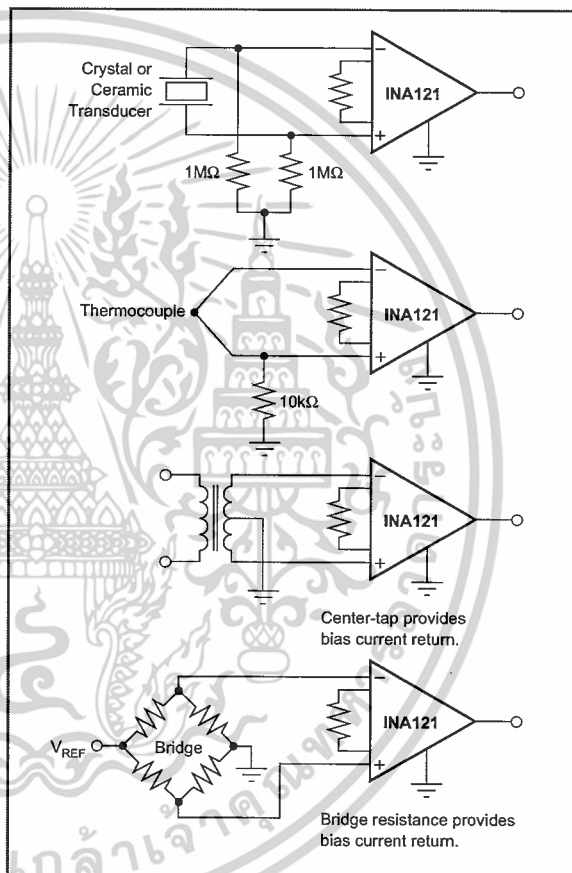 Crystal or
Ceramic
Transducer
INA121
1MΩ
1MΩ
Thermocouple
INA121
10kΩ
INA121
Center-tap provides
bias current return.
INA121
VREF
Bridge
Bridge resistance provides
bias current return.